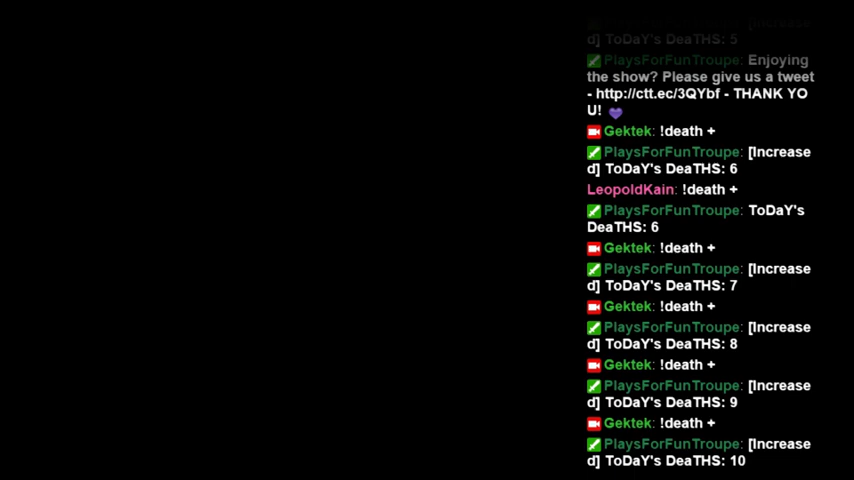 [Increase
d] ToDaY's DeaTHS: 5
PlaysForFunTroupe: Enjoying
the show? Please give us a tweet
- http://ctt.ec/3QYbf - THANK YO
U!
Gektek: !death +
PlaysForFunTroupe: [Increase
d] ToDaY's DeaTHS: 6
LeopoldKain: !death +
PlaysForFunTroupe: ToDaY's
DeaTHS: 6
Gektek: !death +
PlaysForFunTroupe: [Increase
d] ToDaY's DeaTHS: 7
Gektek: !death +
PlaysForFunTroupe: [Increase
d] ToDaY's DeaTHS: 8
Gektek: !death +
PlaysForFunTroupe: [Increase
d] ToDaY's DeaTHS: 9
Gektek: !death +
PlaysForFunTroupe: [Increase
d] ToDaY's DeaTHS: 10